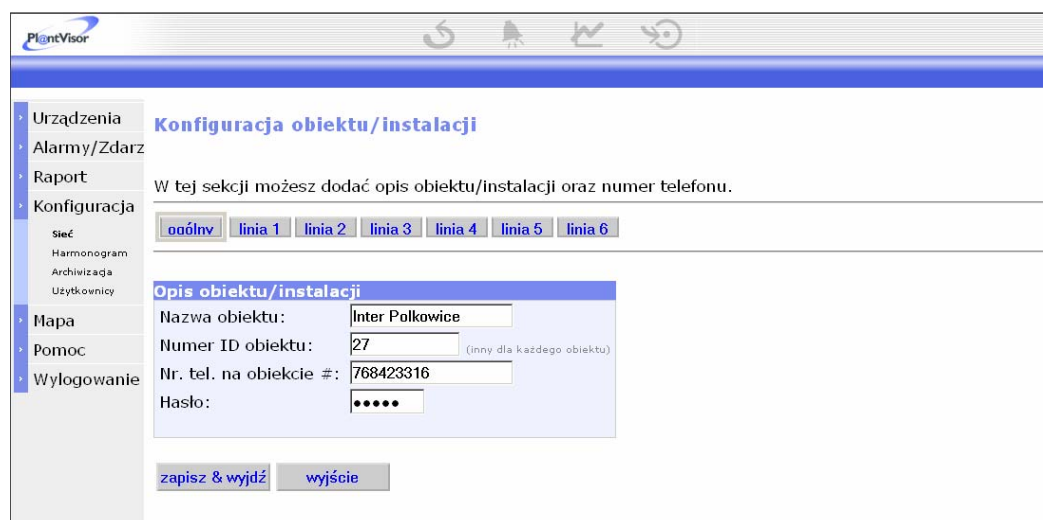 Pl@ntVisor
Urządzenia
Alarmy/Zdarz
Raport
Konfiguracja
Sieć
Harmonogram
Archiwizacja
Użytkownicy
Mapa
Pomoc
Wylogowanie
Konfiguracja obiektu/instalacji
W tej sekcji możesz dodać opis obiektu/instalacji oraz numer telefonu.
ogólny linia 1 linia 2 linia 3 linia 4 linia 5 linia 6
Opis obiektu/instalacji
Nazwa obiektu: Inter Polkowice
Numer ID obiektu: 27 (inny dla każdego obiektu)
Nr. tel. na obiekcie #: 768423316
Hasło: •••••
zapisz & wyjdź wyjście